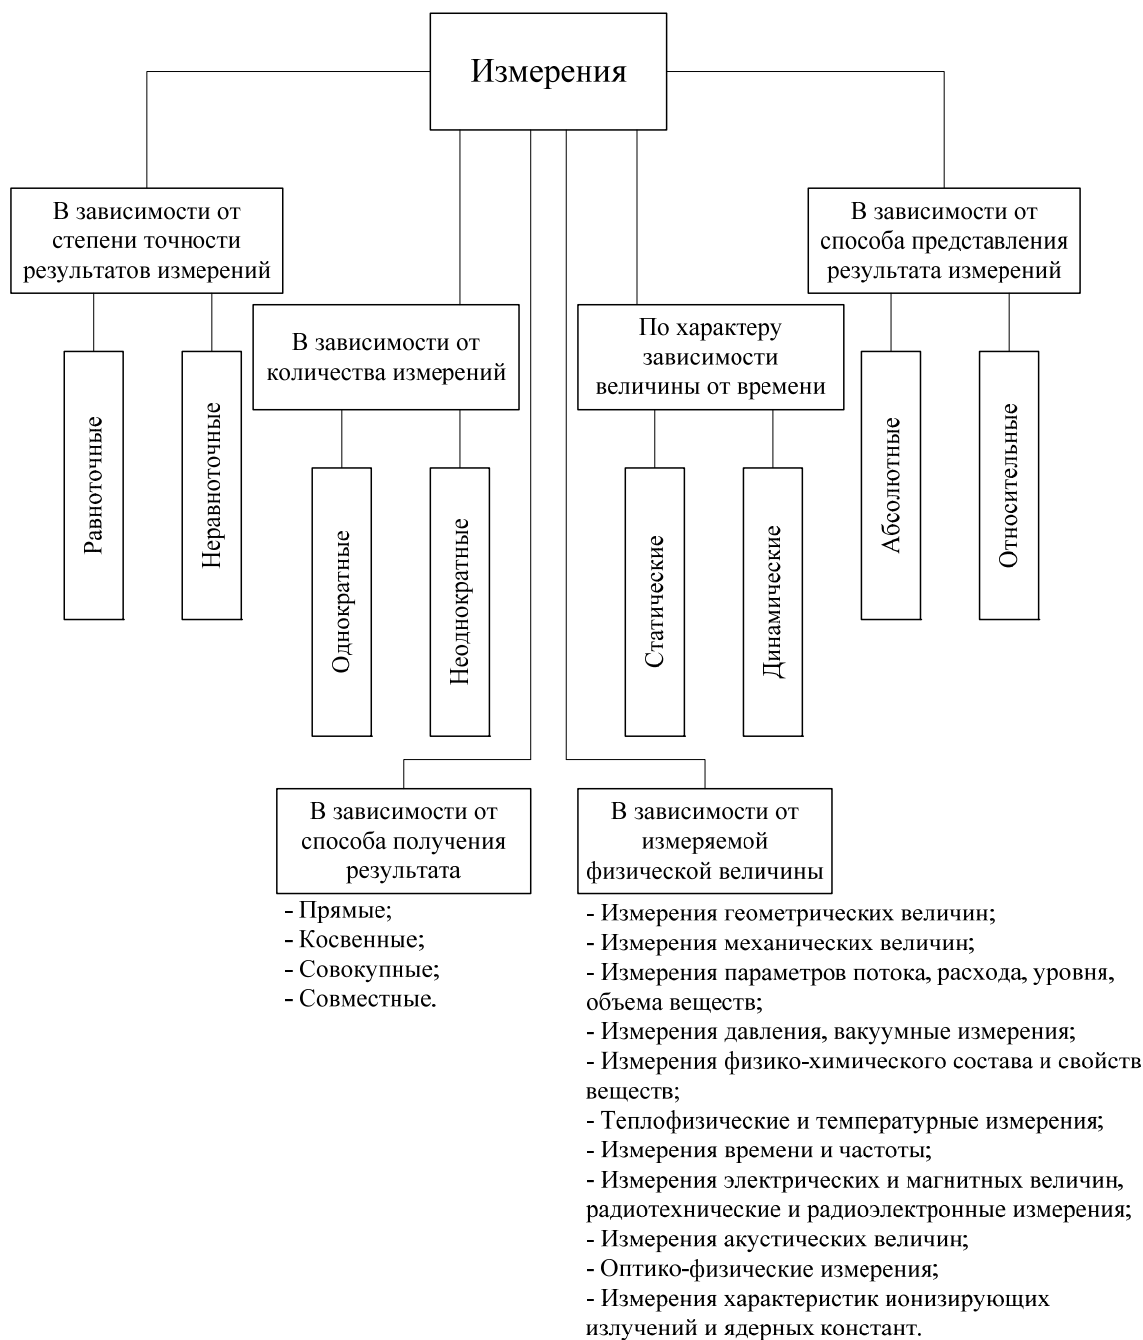 Измерения
В зависимости от
степени точности
результатов измерений
В зависимости от
способа представления
результата измерений
В зависимости от
количества измерений
По характеру
зависимости
величины от времени
Равноточные
Неравноточные
Однократные
Неоднократные
Статические
Динамические
Абсолютные
Относительные
В зависимости от
способа получения
результата
- Прямые;
- Косвенные;
- Совокупные;
- Совместные.
В зависимости от
измеряемой
физической величины
- Измерения геометрических величин;
- Измерения механических величин;
- Измерения параметров потока, расхода, уровня,
объема веществ;
- Измерения давления, вакуумные измерения;
- Измерения физико-химического состава и свойств
веществ;
- Теплофизические и температурные измерения;
- Измерения времени и частоты;
- Измерения электрических и магнитных величин,
радиотехнические и радиоэлектронные измерения;
- Измерения акустических величин;
- Оптико-физические измерения;
- Измерения характеристик ионизирующих
излучений и ядерных констант.